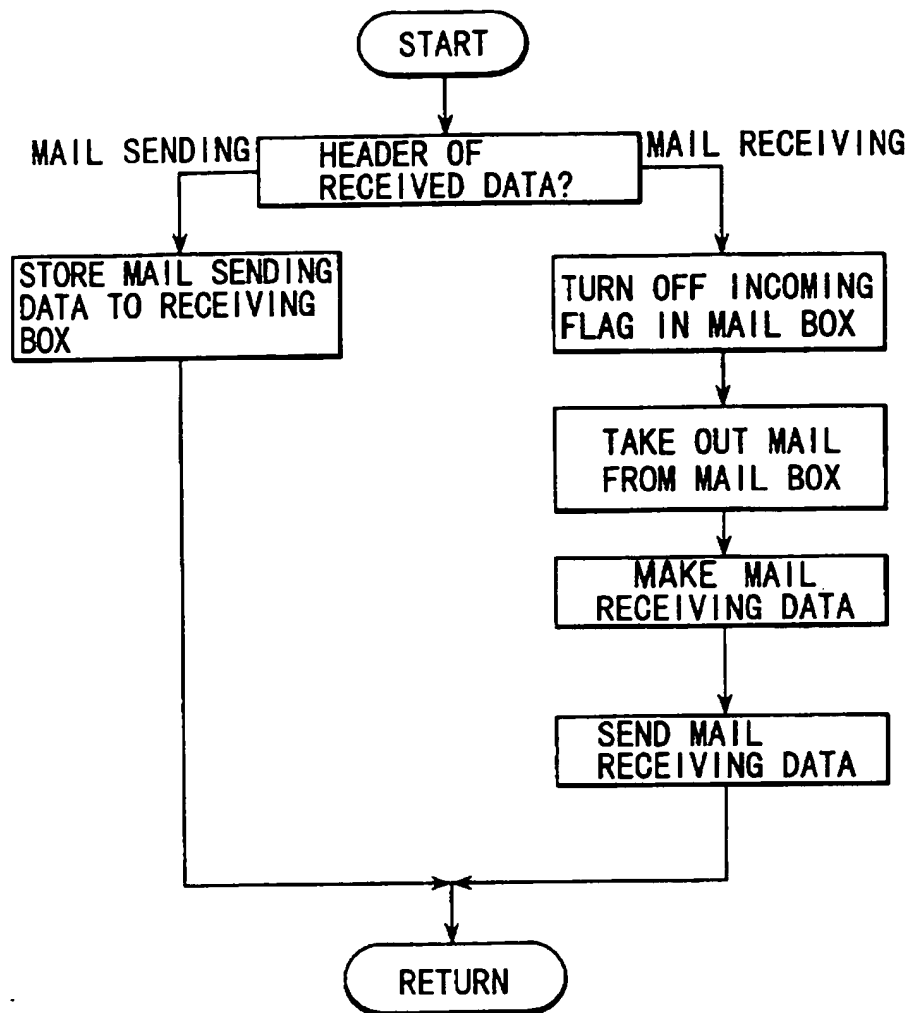 START
MAIL SENDING
HEADER OF
RECEIVED DATA?
MAIL RECEIVING
STORE MAIL SENDING
DATA TO RECEIVING
BOX
TURN OFF INCOMING
FLAG IN MAIL BOX
TAKE OUT MAIL
FROM MAIL BOX
MAKE MAIL
RECEIVING DATA
SEND MAIL
RECEIVING DATA
RETURN